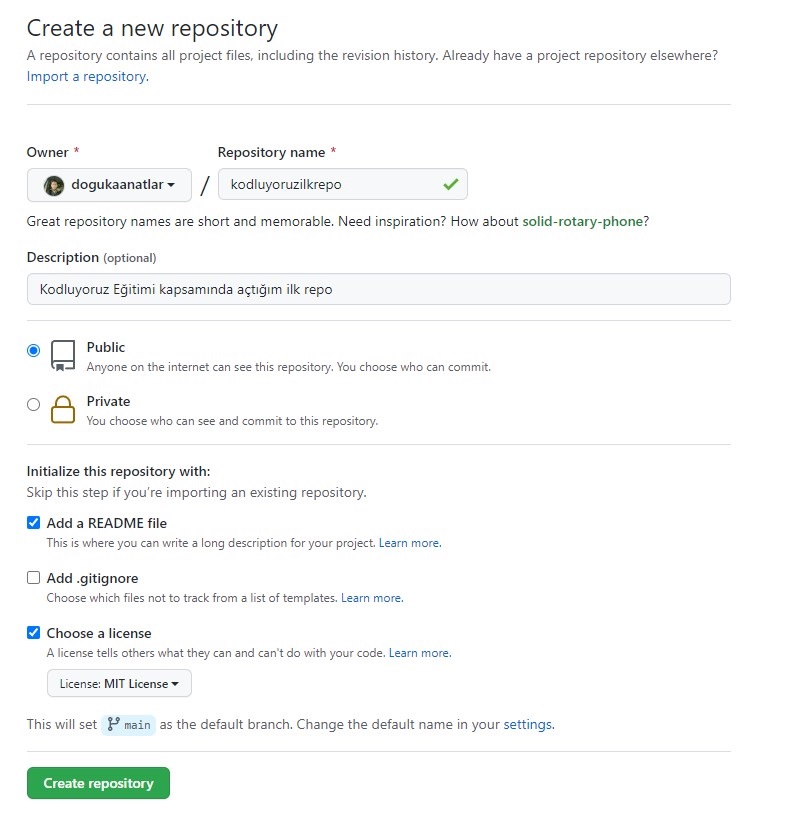 Create a new repository
A repository contains all project files, including the revision history. Already have a project repository elsewhere?
Import a repository.
Owner * Repository name *
dogukaanatlar / kodluyoruzilkrepo
Great repository names are short and memorable. Need inspiration? How about solid-rotary-phone?
Description (optional)
Kodluyoruz Eğitimi kapsamında açtığım ilk repo
Public
Anyone on the internet can see this repository. You choose who can commit.
Private
You choose who can see and commit to this repository.
Initialize this repository with:
Skip this step if you're importing an existing repository.
Add a README file
This is where you can write a long description for your project. Learn more.
Add .gitignore
Choose which files not to track from a list of templates. Learn more.
Choose a license
A license tells others what they can and can't do with your code. Learn more.
License: MIT License
This will set main as the default branch. Change the default name in your settings.
Create repository